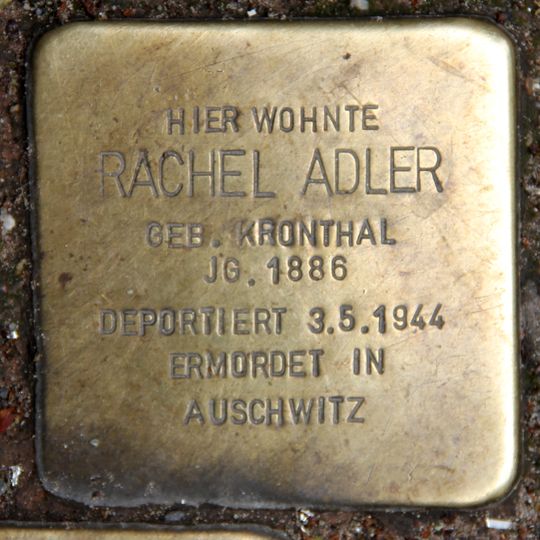 HIER WOHNTE
RACHEL ADLER
GEB. KRONTHAL
JG. 1886
DEPORTIERT 3.5.1944
ERMORDET IN
AUSCHWITZ